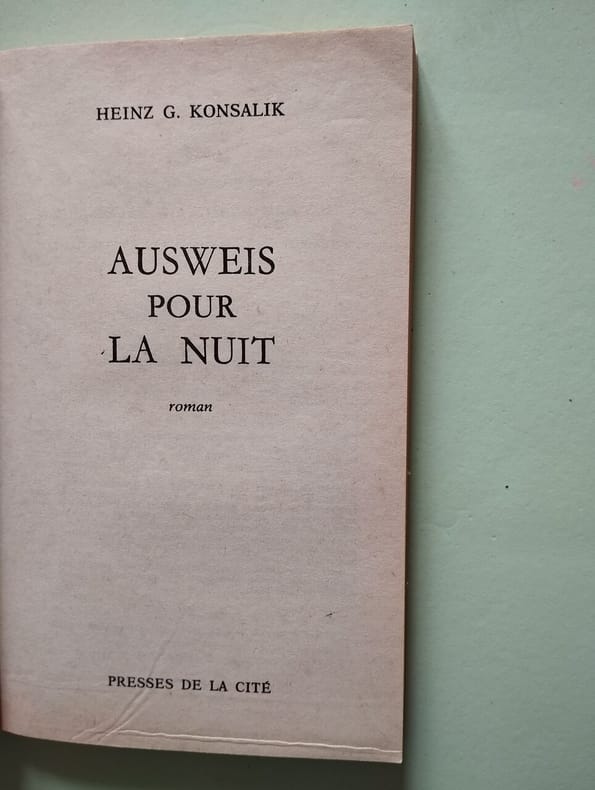 HEINZ G. KONSALIK
AUSWEIS
POUR
LA NUIT
roman
PRESSES DE LA CITÉ